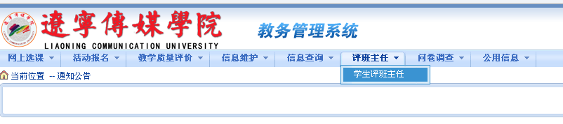 遼寧傳媒學院
LIAONING COMMUNICATION UNIVERSITY
教务管理系统
网上选课 活动报名 教学质量评价 信息维护 信息查询 评班主任 问卷调查 公用信息
学生评班主任
当前位置 -- 通知公告